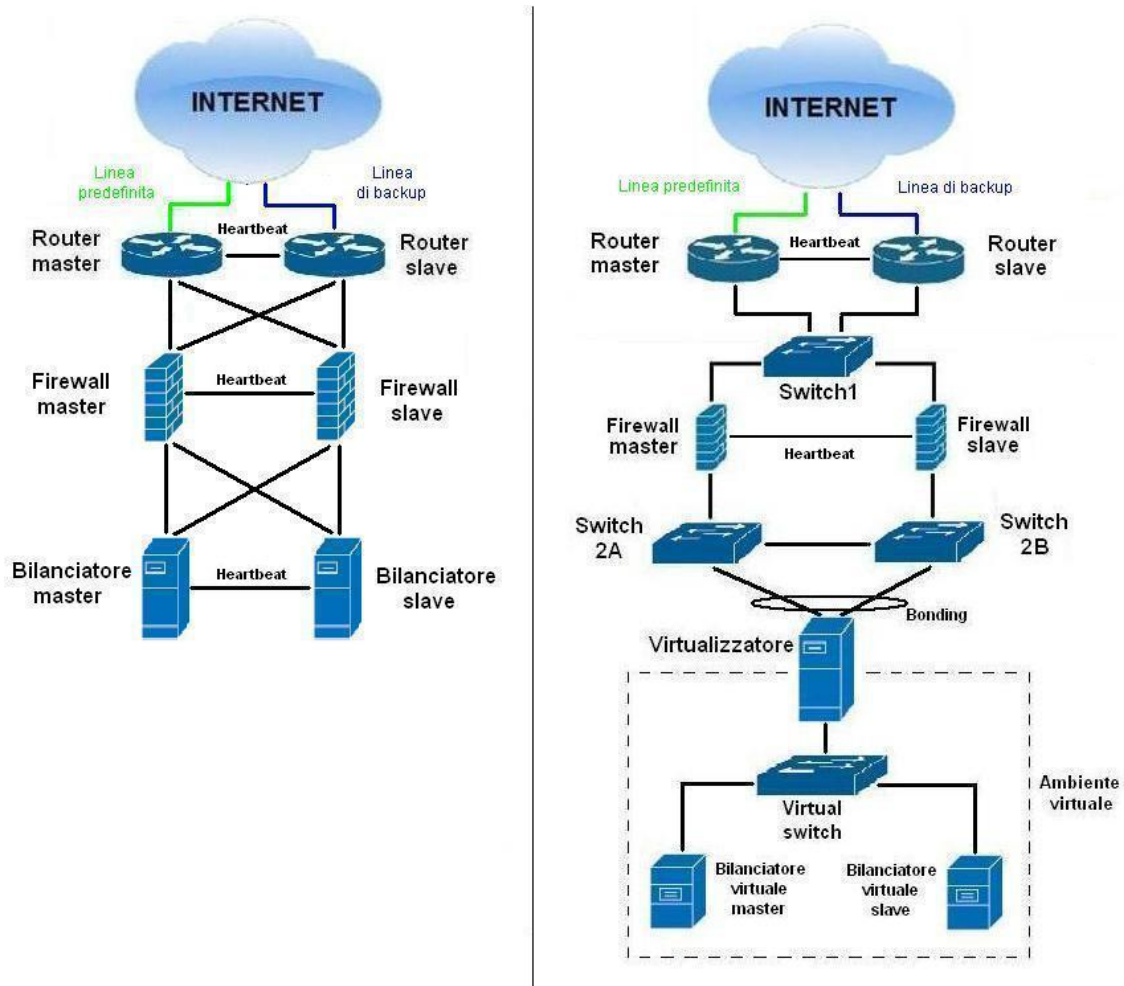 INTERNET
Linea
predefinita
Linea
di backup
Router
master
Heartbeat
Router
slave
Firewall
master
Heartbeat
Firewall
slave
Bilanciatore
master
Heartbeat
Bilanciatore
slave
INTERNET
Linea predefinita
Linea di backup
Router
master
Heartbeat
Router
slave
Switch1
Firewall
master
Heartbeat
Firewall
slave
Switch
2A
Switch
2B
Bonding
Virtualizzatore
Ambiente
virtuale
Virtual
switch
Bilanciatore
virtuale
master
Bilanciatore
virtuale
slave